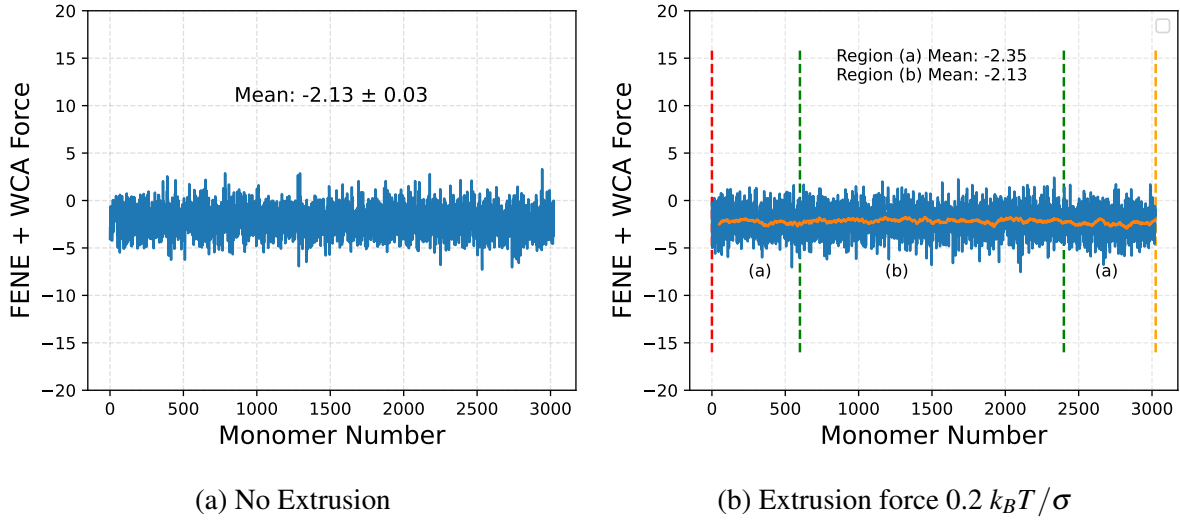 20
15
10
5
0
−5
−10
−15
−20
FENE + WCA Force
Mean: -2.13 ± 0.03
0 500 1000 1500 2000 2500 3000
Monomer Number
(a) No Extrusion
20
15
10
5
0
−5
−10
−15
−20
FENE + WCA Force
Region (a) Mean: -2.35
Region (b) Mean: -2.13
(a) (b) (a)
0 500 1000 1500 2000 2500 3000
Monomer Number
(b) Extrusion force 0.2 k_BT/σ